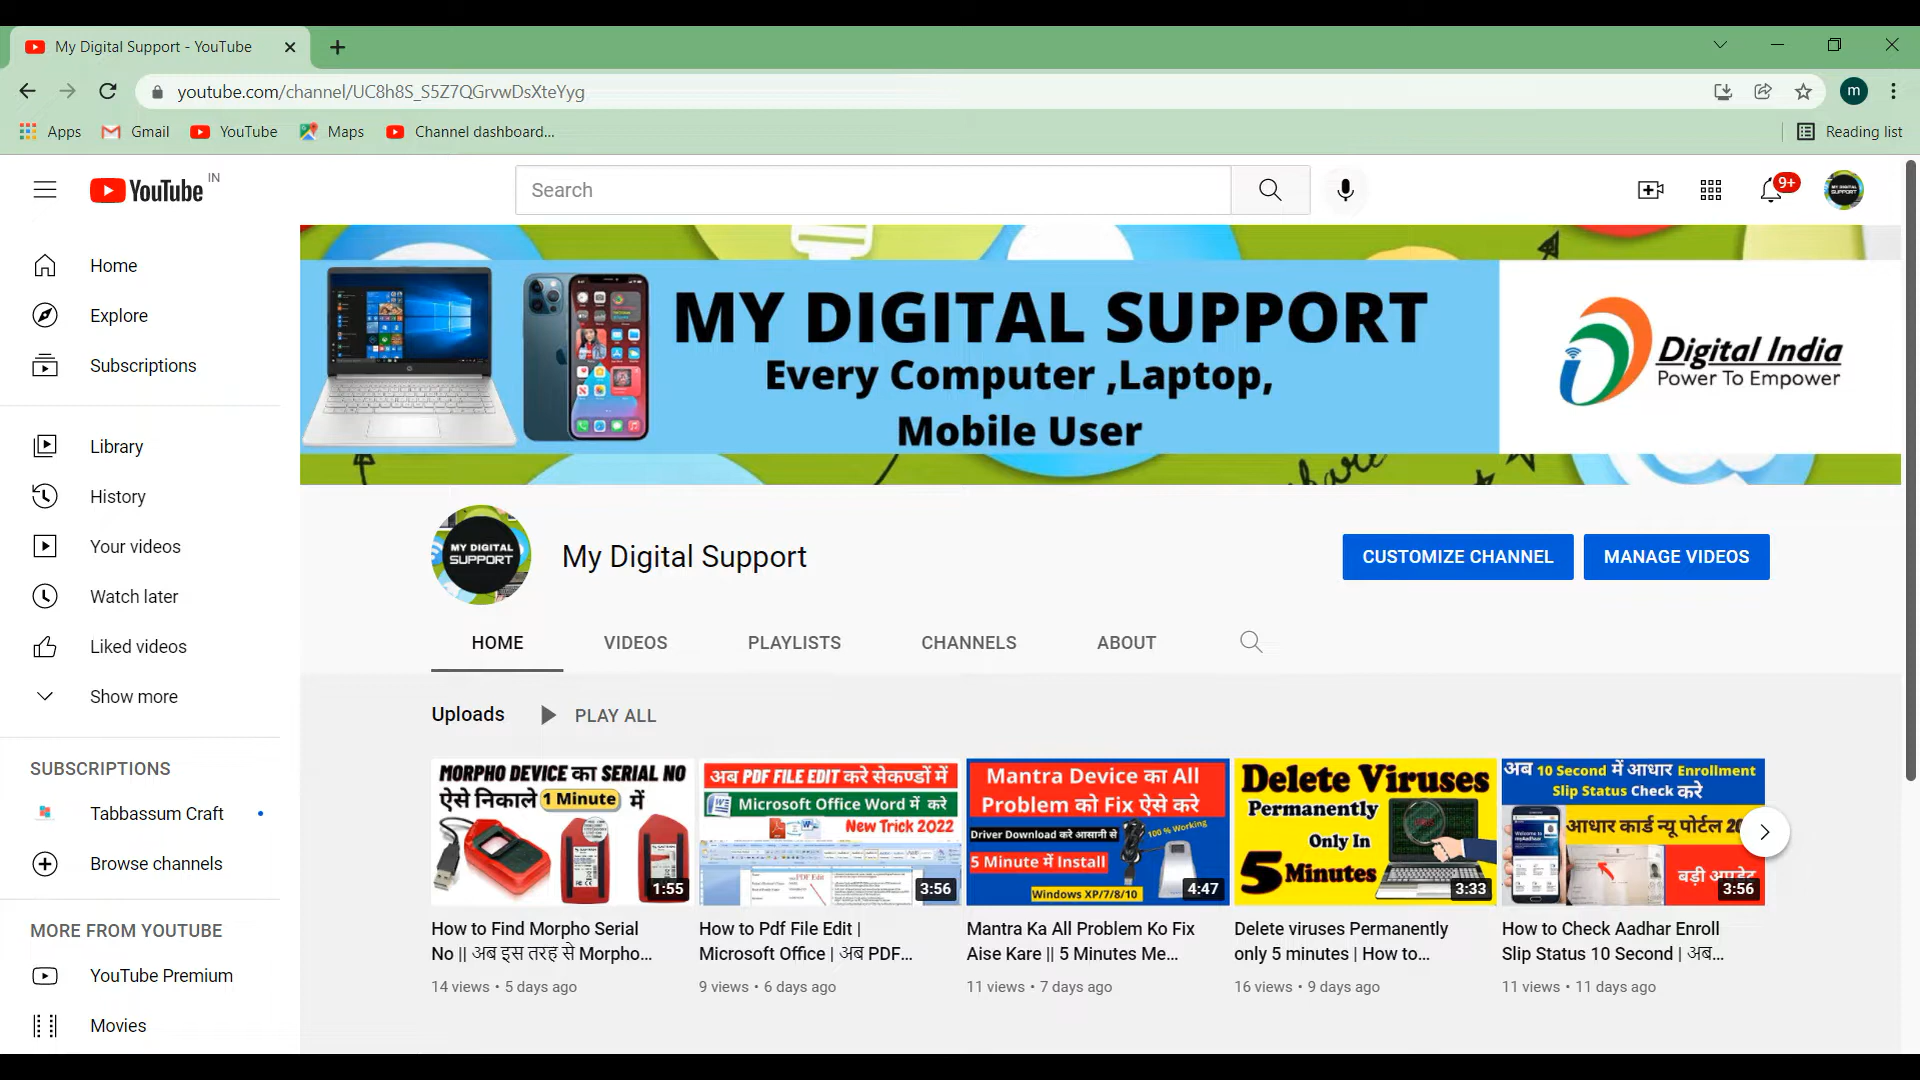 My Digital Support - YouTube
youtube.com/channel/UC8h8S_S5Z7QGrvwDsXteYyg
m
Apps
Gmail
YouTube
Maps
Channel dashboard...
Reading list
YouTube IN
Search
9+
MY DIGITAL SUPPORT
Home
Explore
Subscriptions
Library
History
Your videos
Watch later
Liked videos
Show more
SUBSCRIPTIONS
Tabbassum Craft
Browse channels
MORE FROM YOUTUBE
YouTube Premium
Movies
MY DIGITAL SUPPORT
Every Computer ,Laptop,
Mobile User
Digital India
Power To Empower
share
MY DIGITAL
SUPPORT
My Digital Support
CUSTOMIZE CHANNEL
MANAGE VIDEOS
HOME
VIDEOS
PLAYLISTS
CHANNELS
ABOUT
Uploads
PLAY ALL
MORPHO DEVICE का SERIAL NO
ऐसे निकाले 1 Minute में
1:55
How to Find Morpho Serial
No || अब इस तरह से Morpho...
14 views • 5 days ago
अब PDF FILE EDIT करे सेकण्डों में
Microsoft Office Word में करे
New Trick 2022
PDF Edit
3:56
How to Pdf File Edit |
Microsoft Office | अब PDF...
9 views • 6 days ago
Mantra Device का All
Problem को Fix ऐसे करे
Driver Download करे आसानी से
100 % Working
5 Minute में Install
Windows XP/7/8/10
4:47
Mantra Ka All Problem Ko Fix
Aise Kare || 5 Minutes Me...
11 views • 7 days ago
Delete Viruses
Permanently
Only In
5 Minutes
3:33
Delete viruses Permanently
only 5 minutes | How to...
16 views • 9 days ago
अब 10 Second में आधार Enrollment
Slip Status Check करे
आधार कार्ड न्यू पोर्टल
बड़ी अपडेट
3:56
How to Check Aadhar Enroll
Slip Status 10 Second | अब...
11 views • 11 days ago